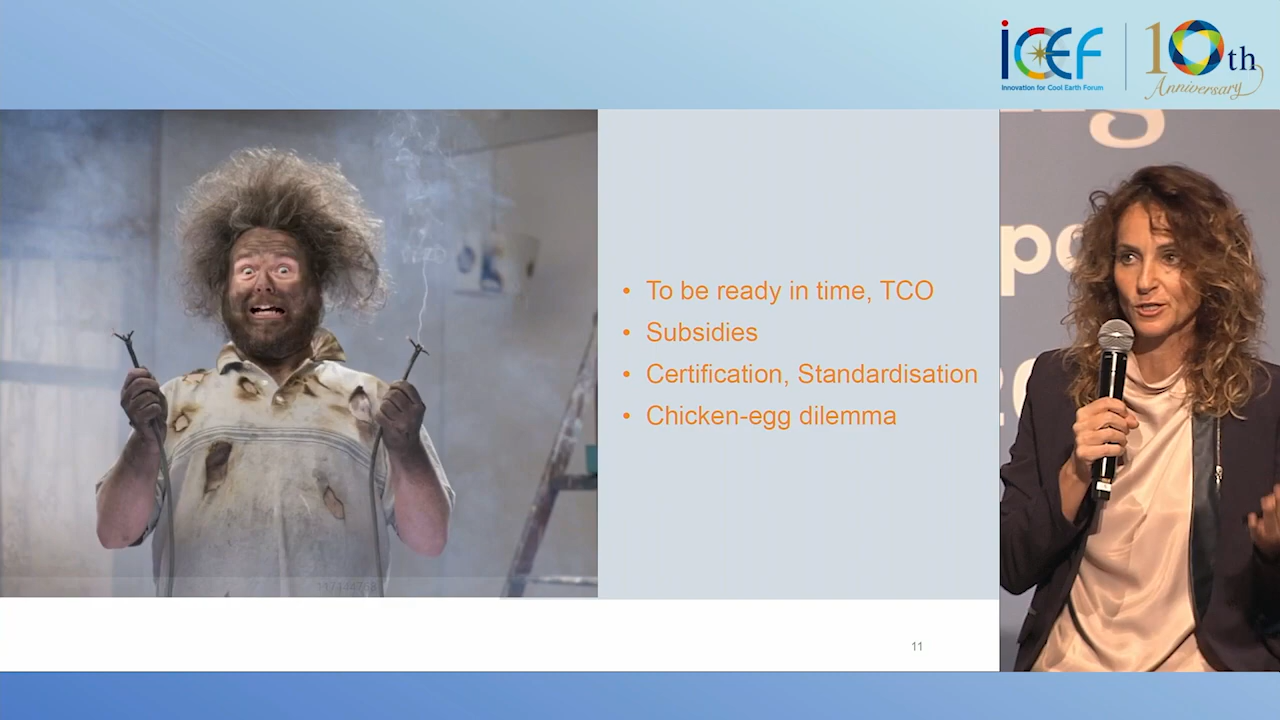 ICEF
Innovation for Cool Earth Forum
10th
Anniversary
• To be ready in time, TCO
• Subsidies
• Certification, Standardisation
• Chicken-egg dilemma
11